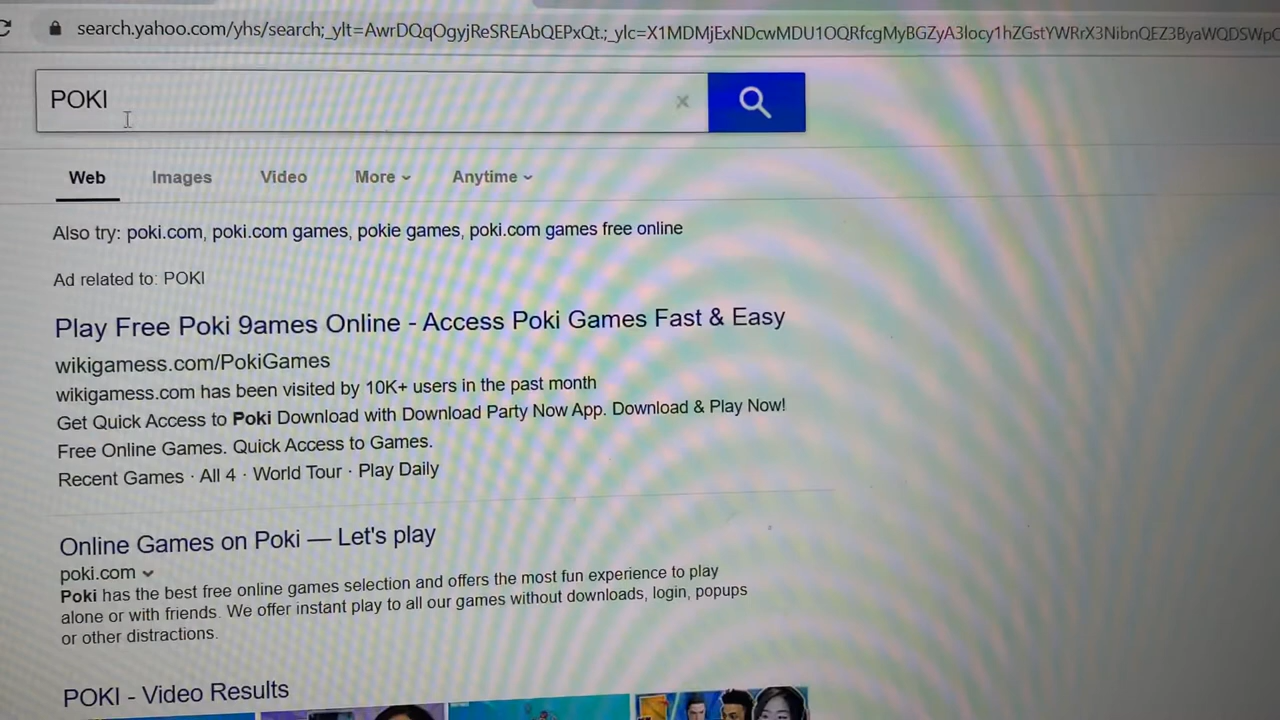 search.yahoo.com/yhs/search;_ylt=AwrDQqOgyjReSREAbQEPxQt.;_ylc=X1MDMjExNDcwMDU1OQRfcgMyBGZyA3locy1hZGstYWRrX3NibnQEZ3ByaWQDSWpC
POKI
Web Images Video More Anytime
Also try: poki.com, poki.com games, pokie games, poki.com games free online
Ad related to: POKI
Play Free Poki 9ames Online - Access Poki Games Fast & Easy
wikigamess.com/PokiGames
wikigamess.com has been visited by 10K+ users in the past month
Get Quick Access to Poki Download with Download Party Now App. Download & Play Now!
Free Online Games. Quick Access to Games.
Recent Games · All 4 · World Tour · Play Daily
Online Games on Poki — Let's play
poki.com
Poki has the best free online games selection and offers the most fun experience to play
alone or with friends. We offer instant play to all our games without downloads, login, popups
or other distractions.
POKI - Video Results